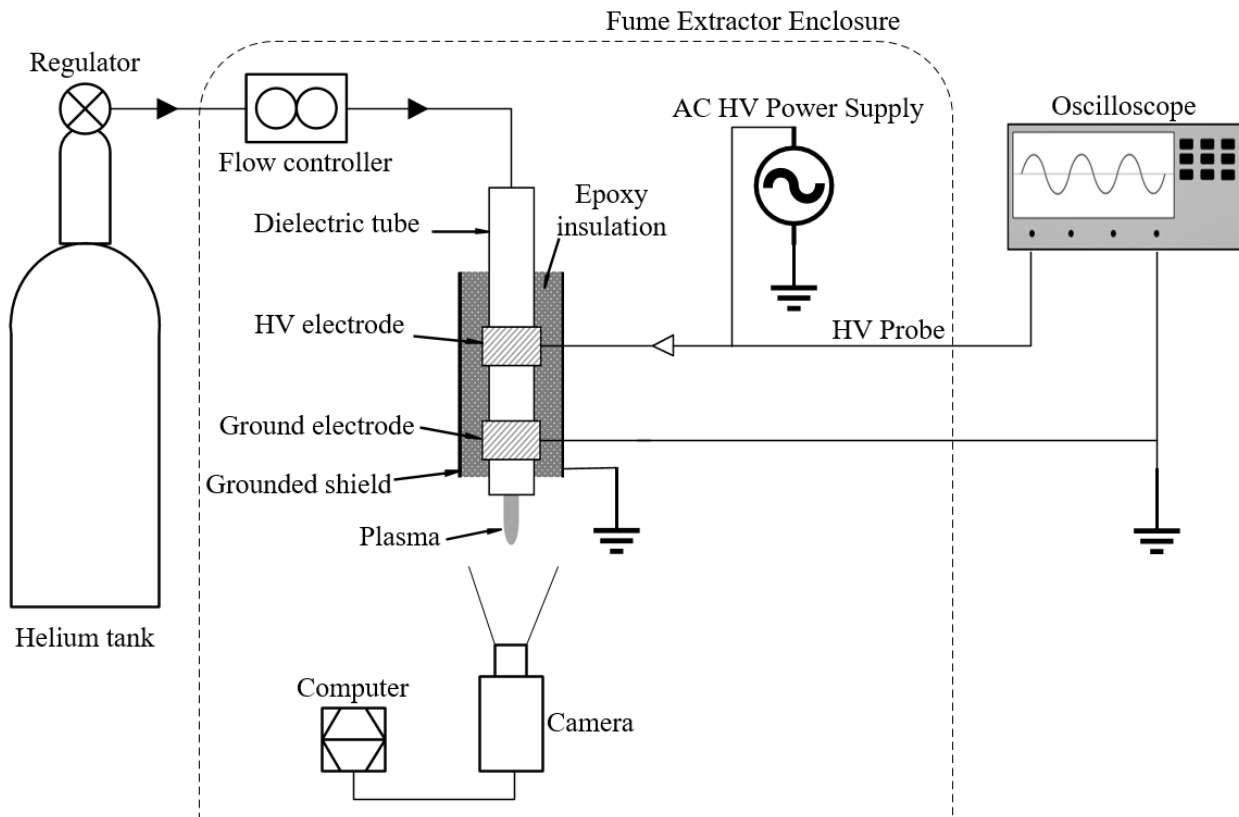 Fume Extractor Enclosure
Regulator
AC HV Power Supply
Oscilloscope
Flow controller
Epoxy
insulation
Dielectric tube
HV electrode
HV Probe
Ground electrode
Grounded shield
Plasma
Helium tank
Computer
Camera